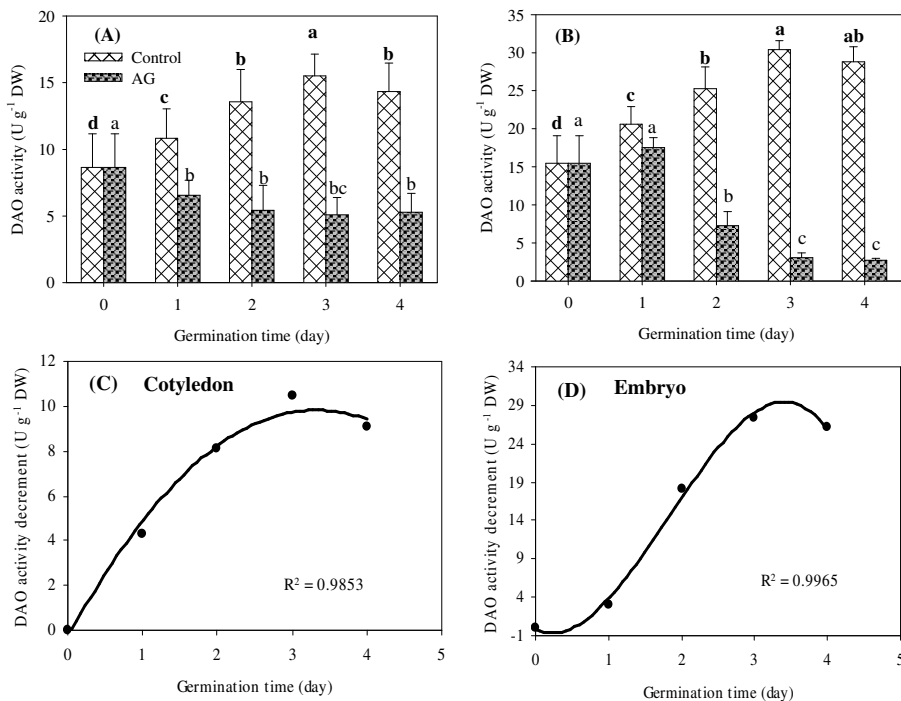 (A)
Control
AG
DAO activity (U g⁻¹ DW)
20
15
10
5
0
d a c b b b a bc b b
0 1 2 3 4
Germination time (day)
(B)
DAO activity (U g⁻¹ DW)
35
30
25
20
15
10
5
0
d a c a b b a c ab c
0 1 2 3 4
Germination time (day)
(C) Cotyledon
DAO activity decrement (U g⁻¹ DW)
12
10
8
6
4
2
0
R² = 0.9853
0 1 2 3 4 5
Germination time (day)
(D) Embryo
DAO activity decrement (U g⁻¹ DW)
34
29
24
19
14
9
4
-1
R² = 0.9965
0 1 2 3 4 5
Germination time (day)